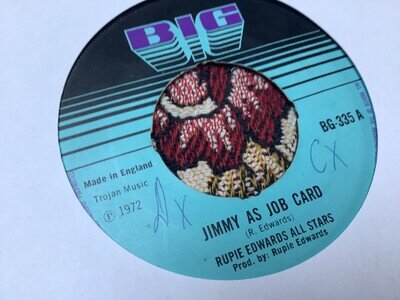 BIG
BG-335 A
Made in England
Trojan Music
℗ 1972
Ax
Cx
JIMMY AS JOB CARD
(R. Edwards)
RUPIE EDWARDS ALL STARS
Prod. by: Rupie Edwards